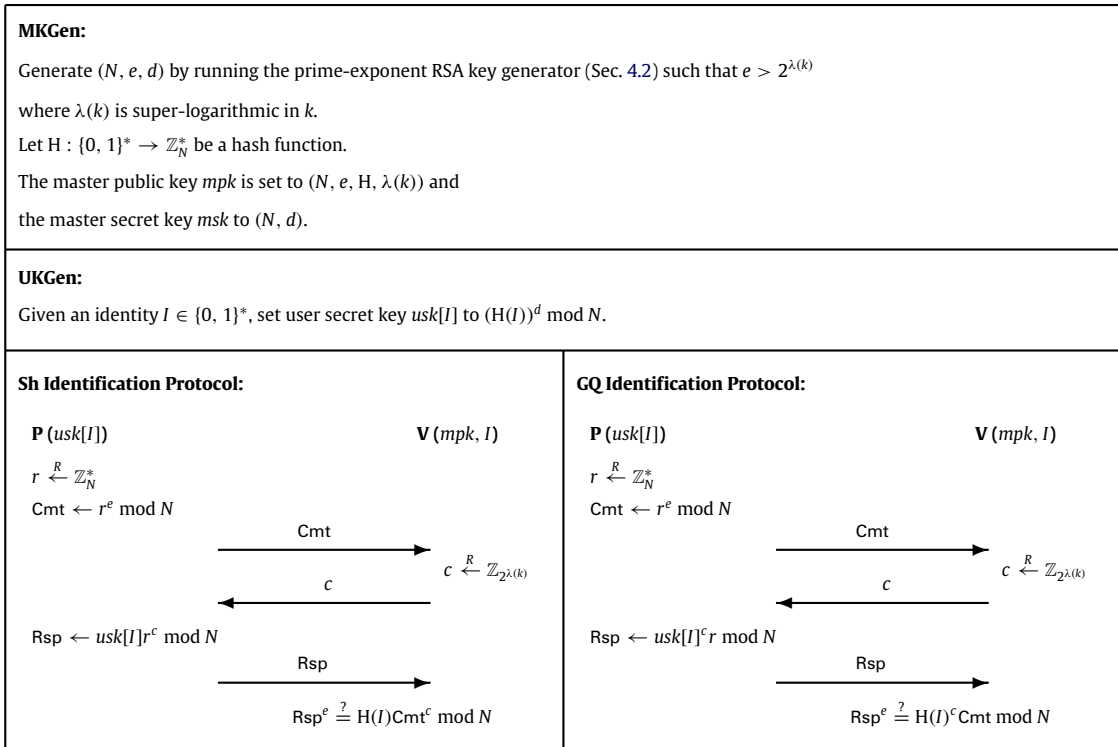 MKGen:
Generate (N, e, d) by running the prime-exponent RSA key generator (Sec. 4.2) such that e > 2^λ(k)
where λ(k) is super-logarithmic in k.
Let H : {0, 1}* → ℤ*_N be a hash function.
The master public key mpk is set to (N, e, H, λ(k)) and
the master secret key msk to (N, d).
UKGen:
Given an identity I ∈ {0, 1}*, set user secret key usk[I] to (H(I))^d mod N.
Sh Identification Protocol:
P (usk[I]) V (mpk, I)
r ←R ℤ*_N
Cmt ← r^e mod N
Cmt
c ←R ℤ_2^λ(k)
c
Rsp ← usk[I]r^c mod N
Rsp
Rsp^e ?= H(I)Cmt^c mod N
GQ Identification Protocol:
P (usk[I]) V (mpk, I)
r ←R ℤ*_N
Cmt ← r^e mod N
Cmt
c ←R ℤ_2^λ(k)
c
Rsp ← usk[I]^c r mod N
Rsp
Rsp^e ?= H(I)^c Cmt mod N